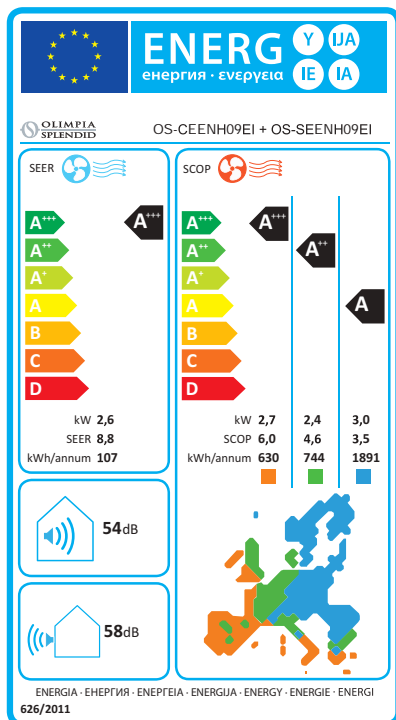 ENERG
Y IJA
IE IA
енергия · ενεργεια
OLIMPIA
SPLENDID
OS-CEENH09EI + OS-SEENH09EI
SEER
A+++
A++
A+
A
B
C
D
A+++
kW 2,6
SEER 8,8
kWh/annum 107
SCOP
A+++
A++
A+
A
B
C
D
A+++
A++
A
kW 2,7 2,4 3,0
SCOP 6,0 4,6 3,5
kWh/annum 630 744 1891
54dB
58dB
ENERGIA · ЕНЕРГИЯ · ΕΝΕΡΓΕΙΑ · ENERGIJA · ENERGY · ENERGIE · ENERGI
626/2011